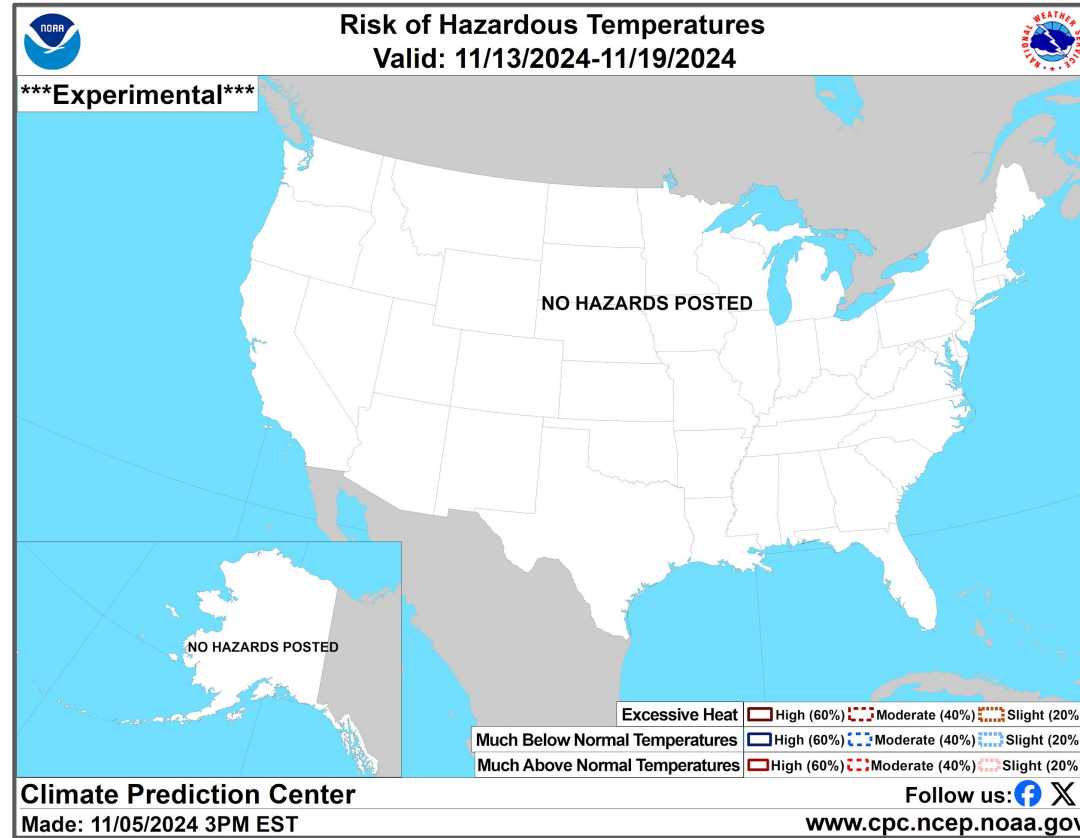 NOAA
Risk of Hazardous Temperatures
Valid: 11/13/2024-11/19/2024
NATIONAL WEATHER SERVICE
***Experimental***
NO HAZARDS POSTED
NO HAZARDS POSTED
Excessive Heat High (60%) Moderate (40%) Slight (20%
Much Below Normal Temperatures High (60%) Moderate (40%) Slight (20%
Much Above Normal Temperatures High (60%) Moderate (40%) Slight (20%
Climate Prediction Center
Follow us:
Made: 11/05/2024 3PM EST
www.cpc.ncep.noaa.gov